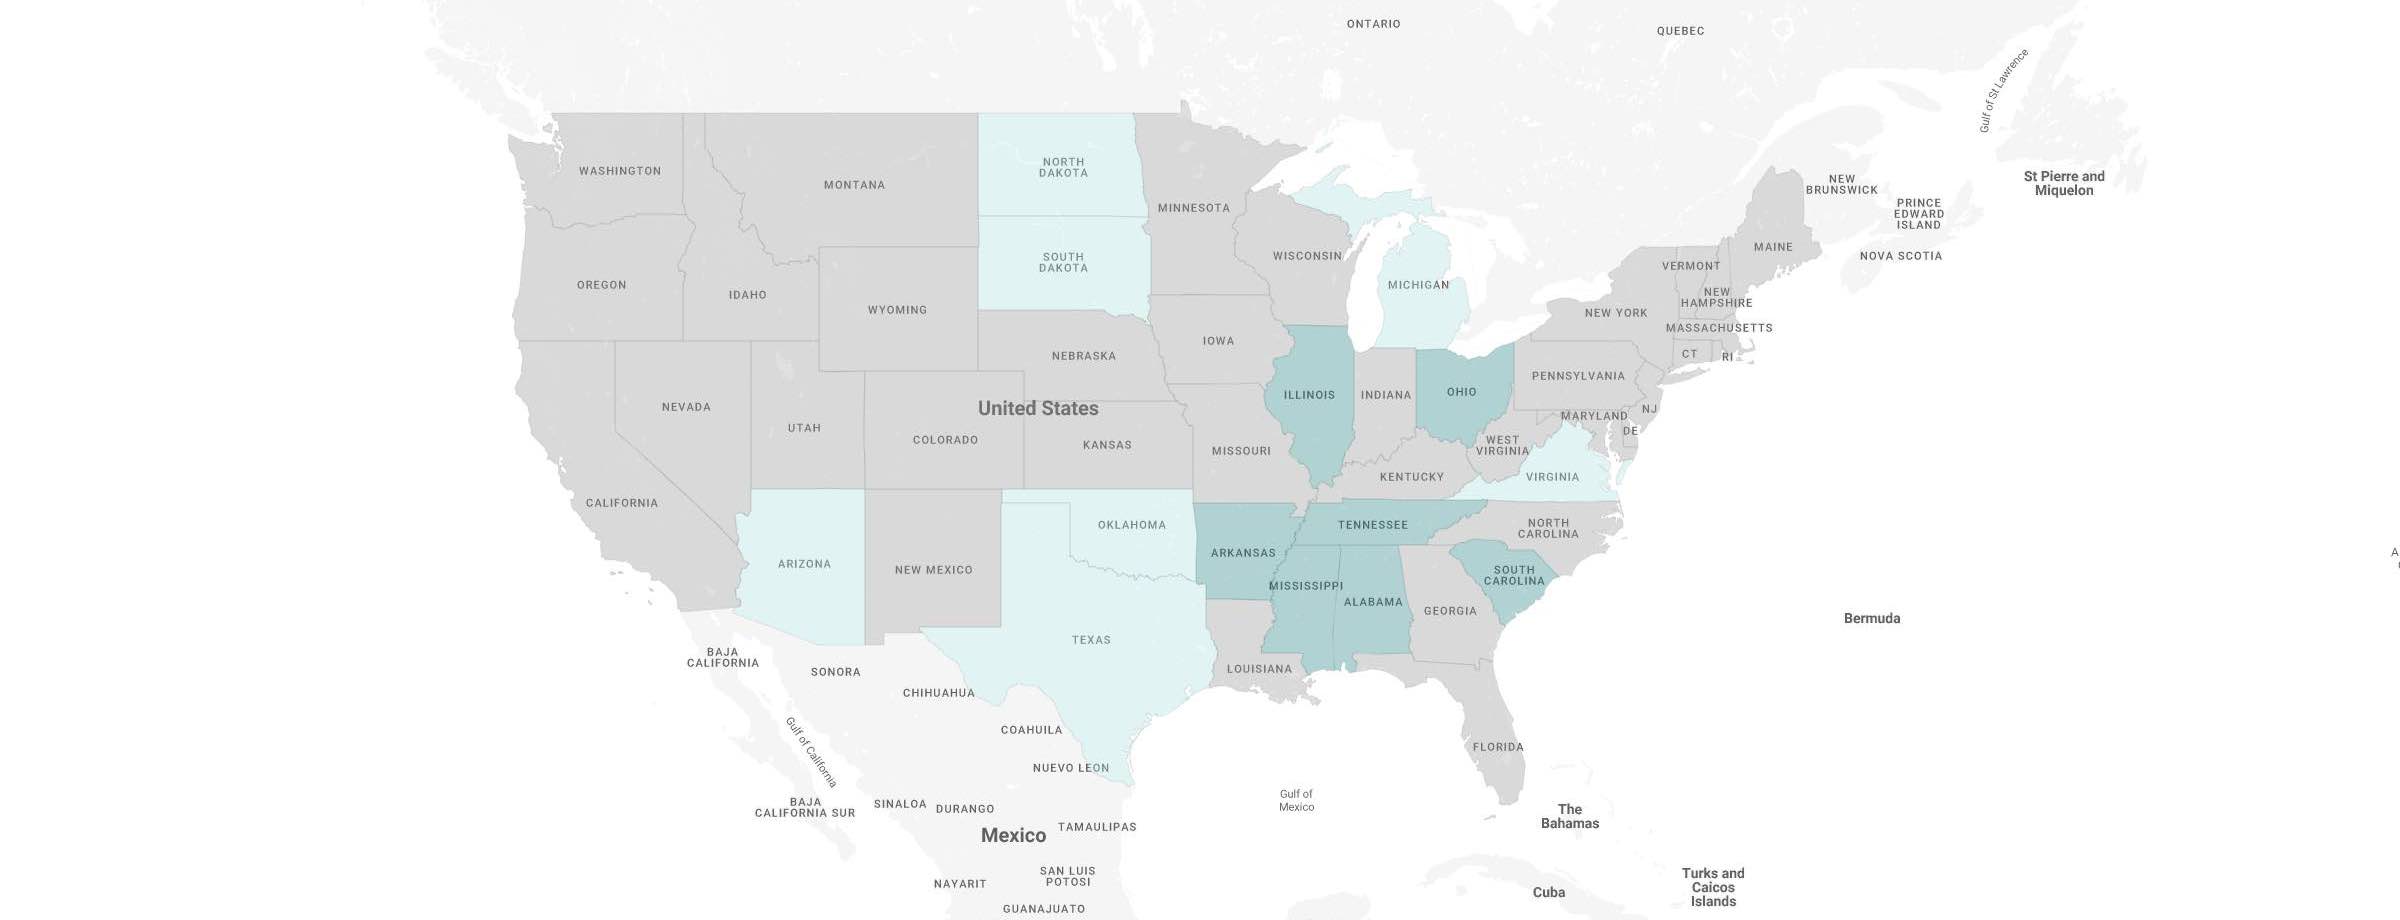 ONTARIO
QUEBEC
Gulf of St Lawrence
WASHINGTON
MONTANA
NORTH
DAKOTA
MINNESOTA
NEW
BRUNSWICK
St Pierre and
Miquelon
PRINCE
EDWARD
ISLAND
NOVA SCOTIA
MAINE
VERMONT
NEW
HAMPSHIRE
WISCONSIN
SOUTH
DAKOTA
OREGON
IDAHO
WYOMING
MICHIGAN
NEW YORK
MASSACHUSETTS
CT
RI
IOWA
NEBRASKA
PENNSYLVANIA
ILLINOIS
INDIANA
OHIO
NEVADA
United States
NJ
MARYLAND
DE
UTAH
COLORADO
KANSAS
MISSOURI
WEST
VIRGINIA
KENTUCKY
VIRGINIA
CALIFORNIA
OKLAHOMA
TENNESSEE
NORTH
CAROLINA
ARKANSAS
ARIZONA
NEW MEXICO
MISSISSIPPI
ALABAMA
SOUTH
CAROLINA
GEORGIA
Bermuda
TEXAS
LOUISIANA
BAJA
CALIFORNIA
SONORA
CHIHUAHUA
COAHUILA
Gulf of California
FLORIDA
NUEVO LEON
Gulf of
Mexico
BAJA
CALIFORNIA SUR
SINALOA
DURANGO
The
Bahamas
Mexico
TAMAULIPAS
SAN LUIS
POTOSI
NAYARIT
Cuba
Turks and
Caicos
Islands
GUANAJUATO